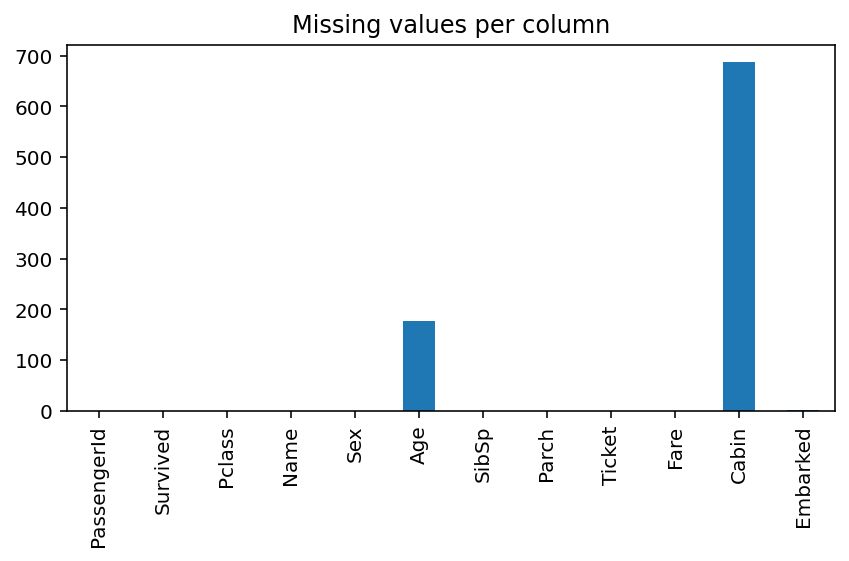 Missing values per column
700
600
500
400
300
200
100
0
PassengerId
Survived
Pclass
Name
Sex
Age
SibSp
Parch
Ticket
Fare
Cabin
Embarked